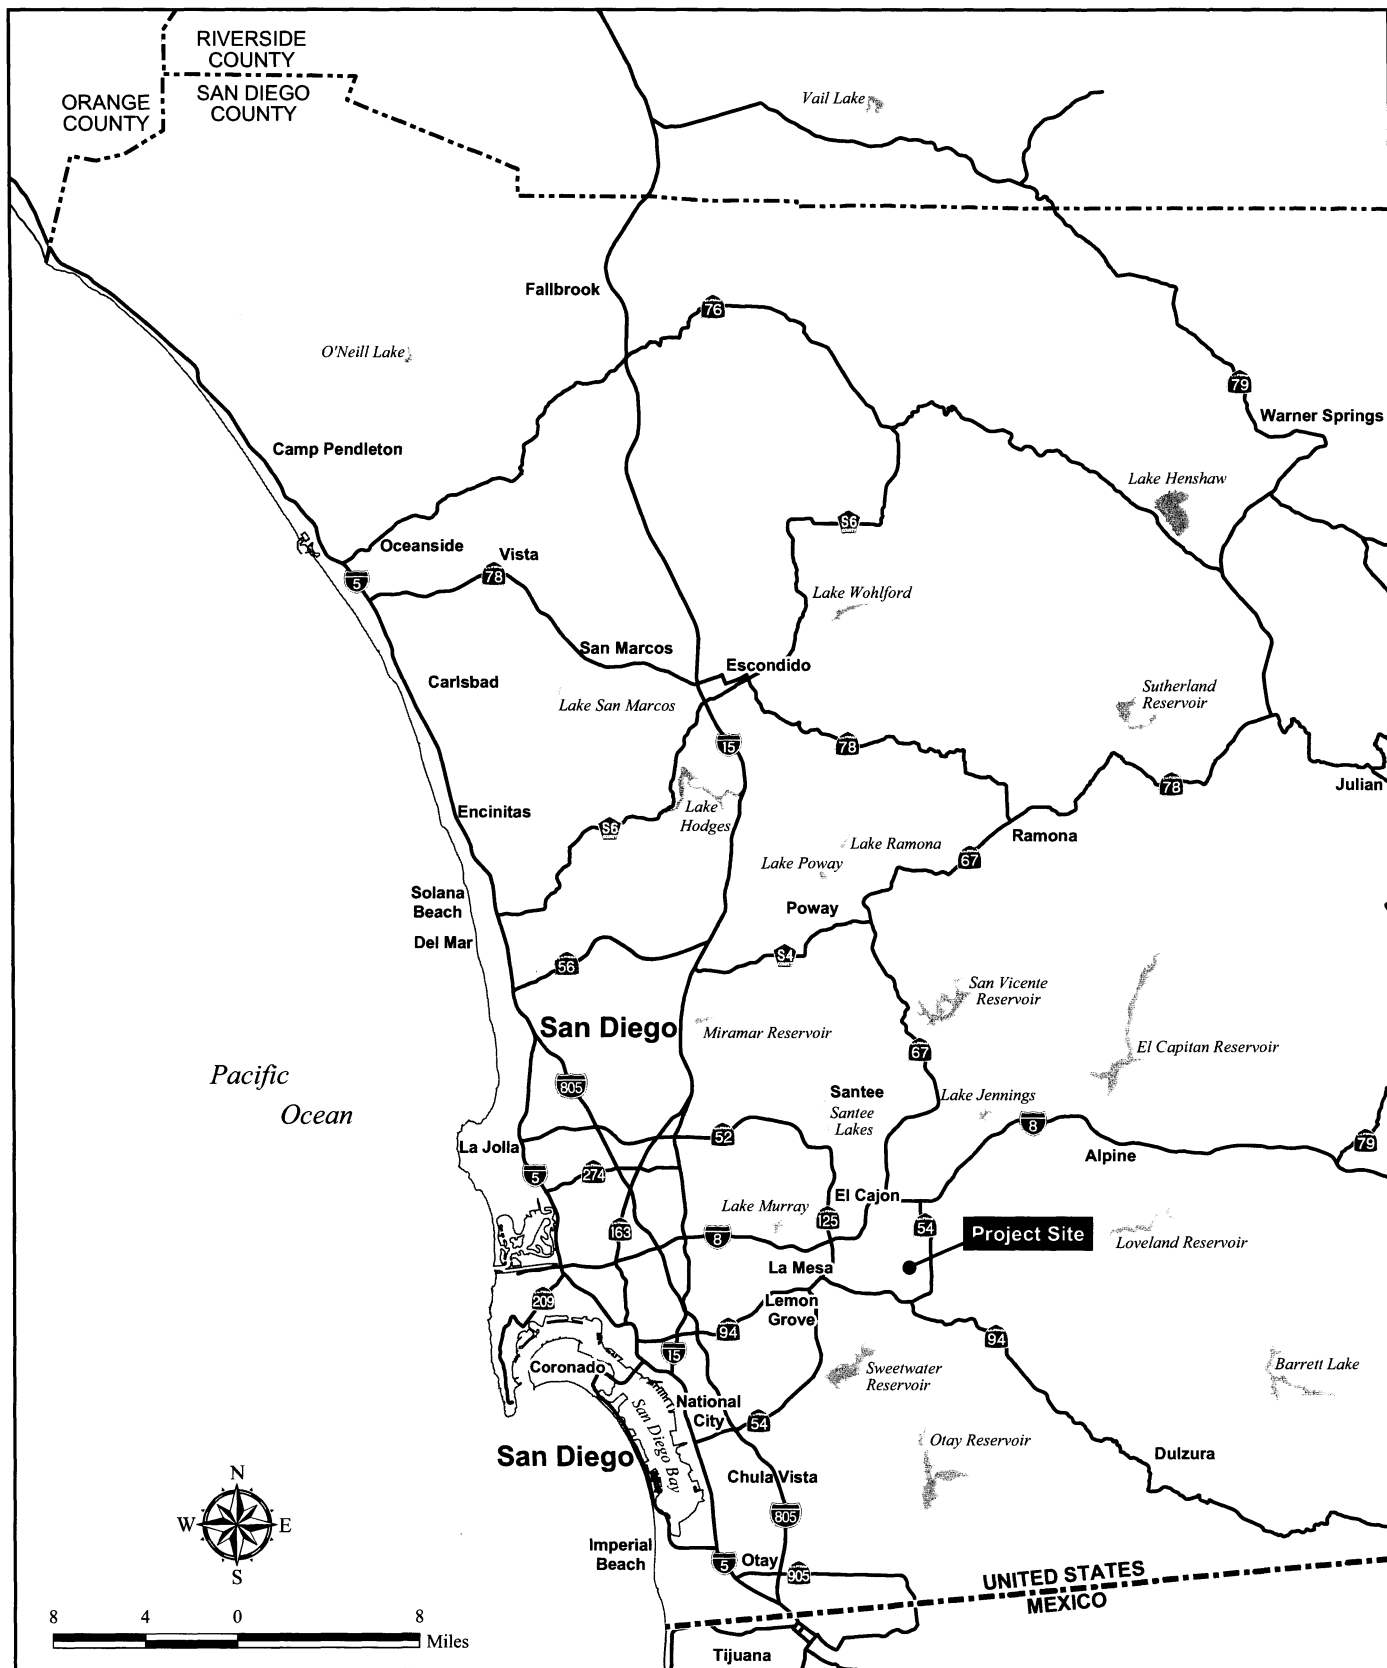 RIVERSIDE
COUNTY
ORANGE
COUNTY
SAN DIEGO
COUNTY
Vail Lake
Fallbrook
76
O'Neill Lake
79
Warner Springs
Camp Pendleton
Lake Henshaw
S6
Oceanside
Vista
5
78
Lake Wohlford
San Marcos
Escondido
Carlsbad
Lake San Marcos
Sutherland
Reservoir
15
78
78
Julian
Encinitas
Lake
Hodges
S6
Lake Ramona
Ramona
Lake Poway
67
Solana
Beach
Poway
Del Mar
56
S4
San Vicente
Reservoir
San Diego
Miramar Reservoir
67
El Capitan Reservoir
Pacific
Ocean
805
Santee
Santee
Lakes
Lake Jennings
8
52
79
La Jolla
Alpine
5
274
El Cajon
Lake Murray
163
8
125
54
Project Site
Loveland Reservoir
La Mesa
209
Lemon
Grove
94
94
15
Coronado
Sweetwater
Reservoir
Barrett Lake
National
City
54
San Diego Bay
Otay Reservoir
San Diego
Dulzura
Chula Vista
805
N
W
E
S
Imperial
Beach
5
Otay
905
UNITED STATES
MEXICO
8
4
0
8
Miles
Tijuana